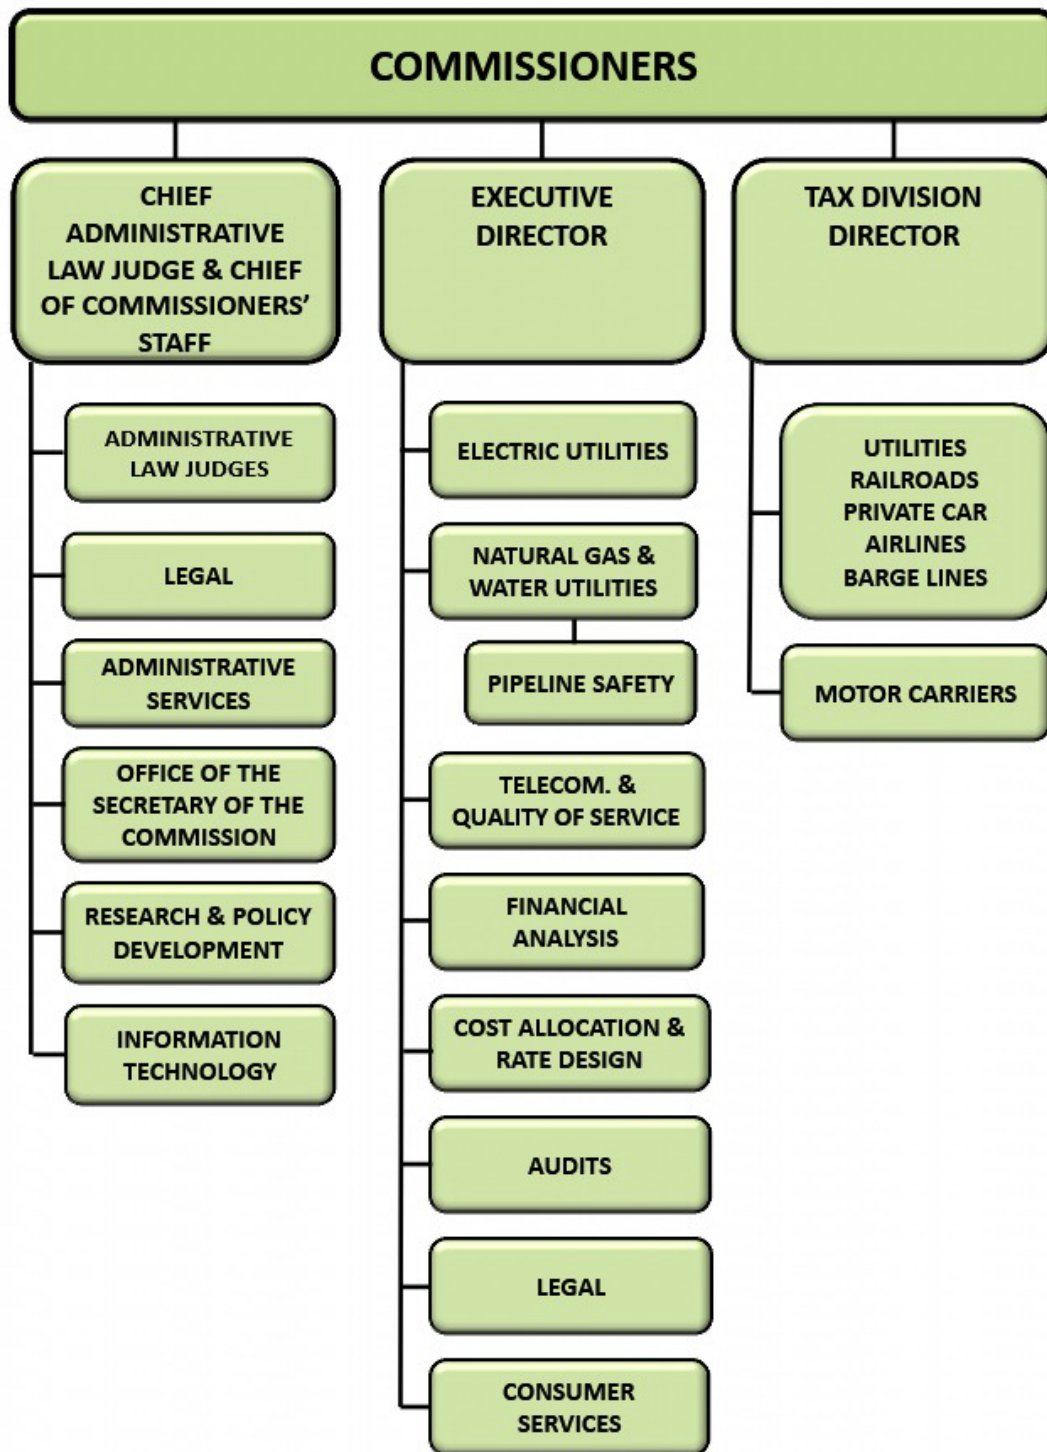 COMMISSIONERS
CHIEF
ADMINISTRATIVE
LAW JUDGE & CHIEF
OF COMMISSIONERS’
STAFF
ADMINISTRATIVE
LAW JUDGES
LEGAL
ADMINISTRATIVE
SERVICES
OFFICE OF THE
SECRETARY OF THE
COMMISSION
RESEARCH & POLICY
DEVELOPMENT
INFORMATION
TECHNOLOGY
EXECUTIVE
DIRECTOR
ELECTRIC UTILITIES
NATURAL GAS &
WATER UTILITIES
PIPELINE SAFETY
TELECOM. &
QUALITY OF SERVICE
FINANCIAL
ANALYSIS
COST ALLOCATION &
RATE DESIGN
AUDITS
LEGAL
CONSUMER
SERVICES
TAX DIVISION
DIRECTOR
UTILITIES
RAILROADS
PRIVATE CAR
AIRLINES
BARGE LINES
MOTOR CARRIERS